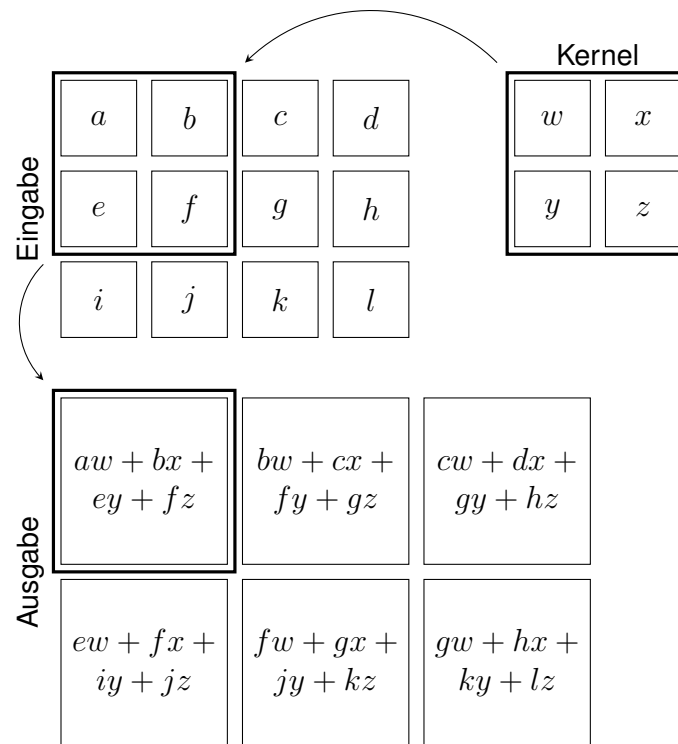 Kernel
a b c d
w x
Eingabe
e f g h
y z
i j k l
Ausgabe
aw + bx +
ey + fz
bw + cx +
fy + gz
cw + dx +
gy + hz
ew + fx +
iy + jz
fw + gx +
jy + kz
gw + hx +
ky + lz